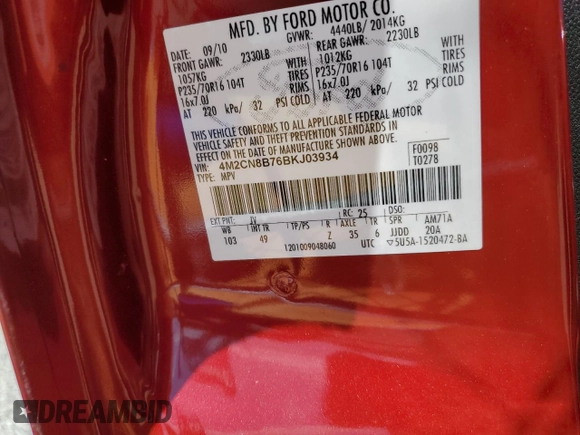 MFD. BY FORD MOTOR CO.
DATE: 09/10 GVWR: 4440LB/ 2014KG
FRONT GAWR: 2330LB REAR GAWR: 2230LB
1057KG 1012KG
P235/70R16 104T TIRES P235/70R16 104T TIRES
16x7.0J RIMS 16x7.0J RIMS
AT 220 kPa/ 32 PSI COLD AT 220 kPa/ 32 PSI COLD
THIS VEHICLE CONFORMS TO ALL APPLICABLE FEDERAL MOTOR
VEHICLE SAFETY AND THEFT PREVENTION STANDARDS IN
EFFECT ON THE DATE OF MANUFACTURE SHOWN ABOVE.
VIN: 4M2CN8B76BKJ03934 F0098
TYPE: MPV T0278
EXT PNT: JV RC: 25 DSO:
WB INT TR TP/PS R AXLE TR SPR AM71A
103 49 Z 35 6 JJDD 20A
1201009048060 UTC 5U5A-1520472-BA
DREAMBID